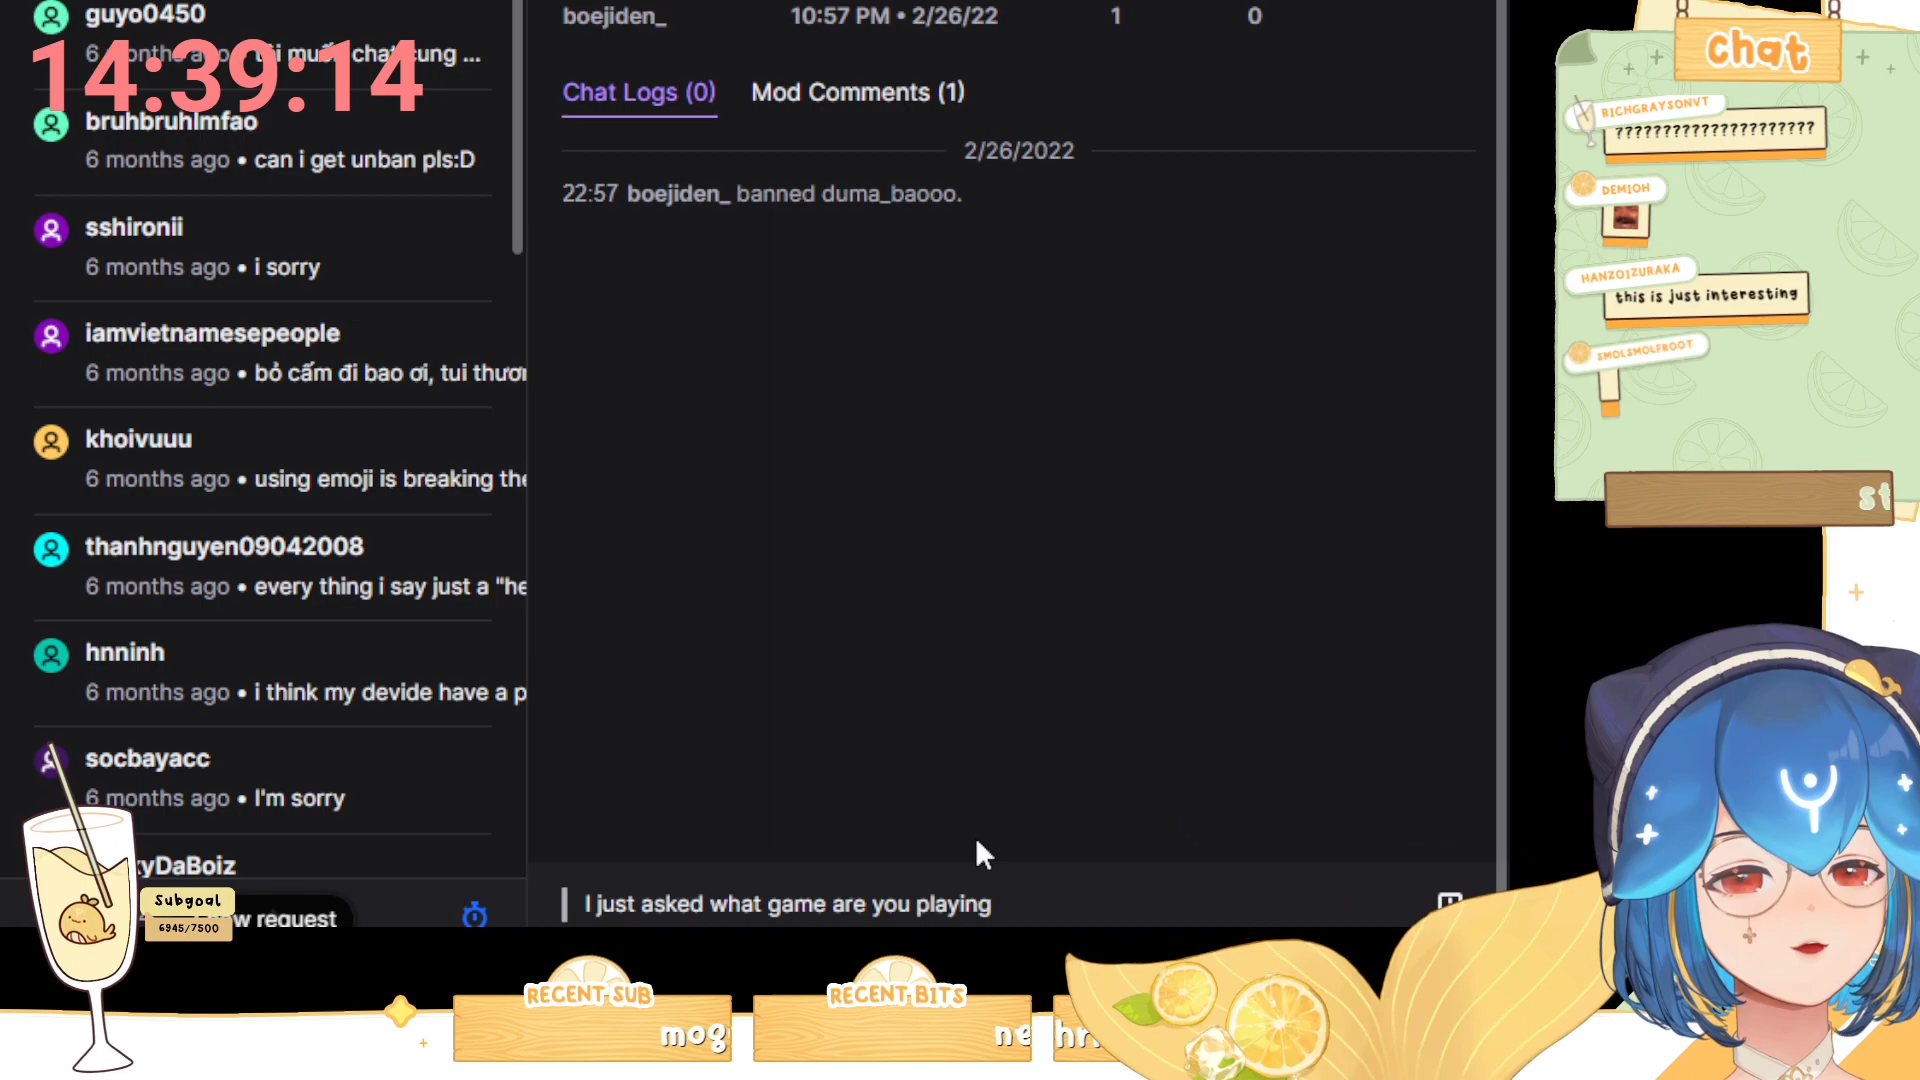 guyo0450
14:39:14
bruhbruhlmfao
6 months ago • can i get unban pls:D
sshironii
6 months ago • i sorry
iamvietnamesepeople
6 months ago • bỏ cấm đi bao ơi, tui thươn
khoivuuu
6 months ago • using emoji is breaking the
thanhnguyen09042008
6 months ago • every thing i say just a "he
hnninh
6 months ago • i think my devide have a p
socbayacc
6 months ago • I'm sorry
yDaBoiz
w request
Subgoal
6945/7500
boejiden_ 10:57 PM • 2/26/22 1 0
Chat Logs (0) Mod Comments (1)
2/26/2022
22:57 boejiden_ banned duma_baooo.
I just asked what game are you playing
RECENT SUB
mog
RECENT BITS
ne
chat
RICHGRAYSONVT
?????????????????????
DEMIOH
HANZOIZURAKA
this is just interesting
SMOLSMOLFROOT
st